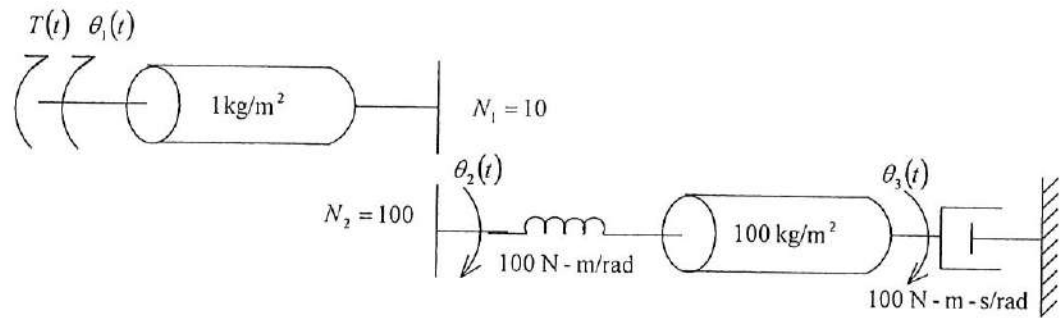 T(t) θ₁(t)
1kg/m²
N₁ = 10
θ₂(t)
θ₃(t)
N₂ = 100
100 kg/m²
100 N - m/rad
100 N - m - s/rad